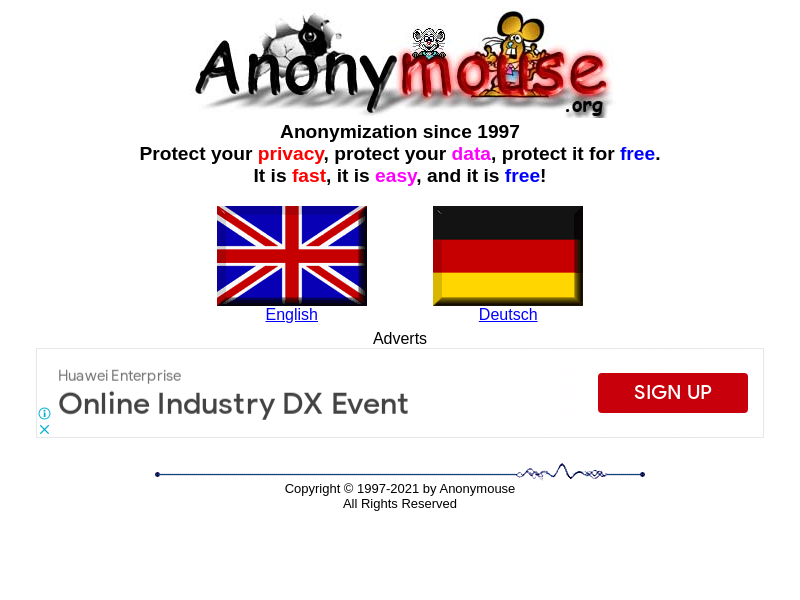 Anonymouse
.org
Anonymization since 1997
Protect your privacy, protect your data, protect it for free.
It is fast, it is easy, and it is free!
English
Deutsch
Adverts
Huawei Enterprise
Online Industry DX Event
SIGN UP
Copyright © 1997-2021 by Anonymouse
All Rights Reserved